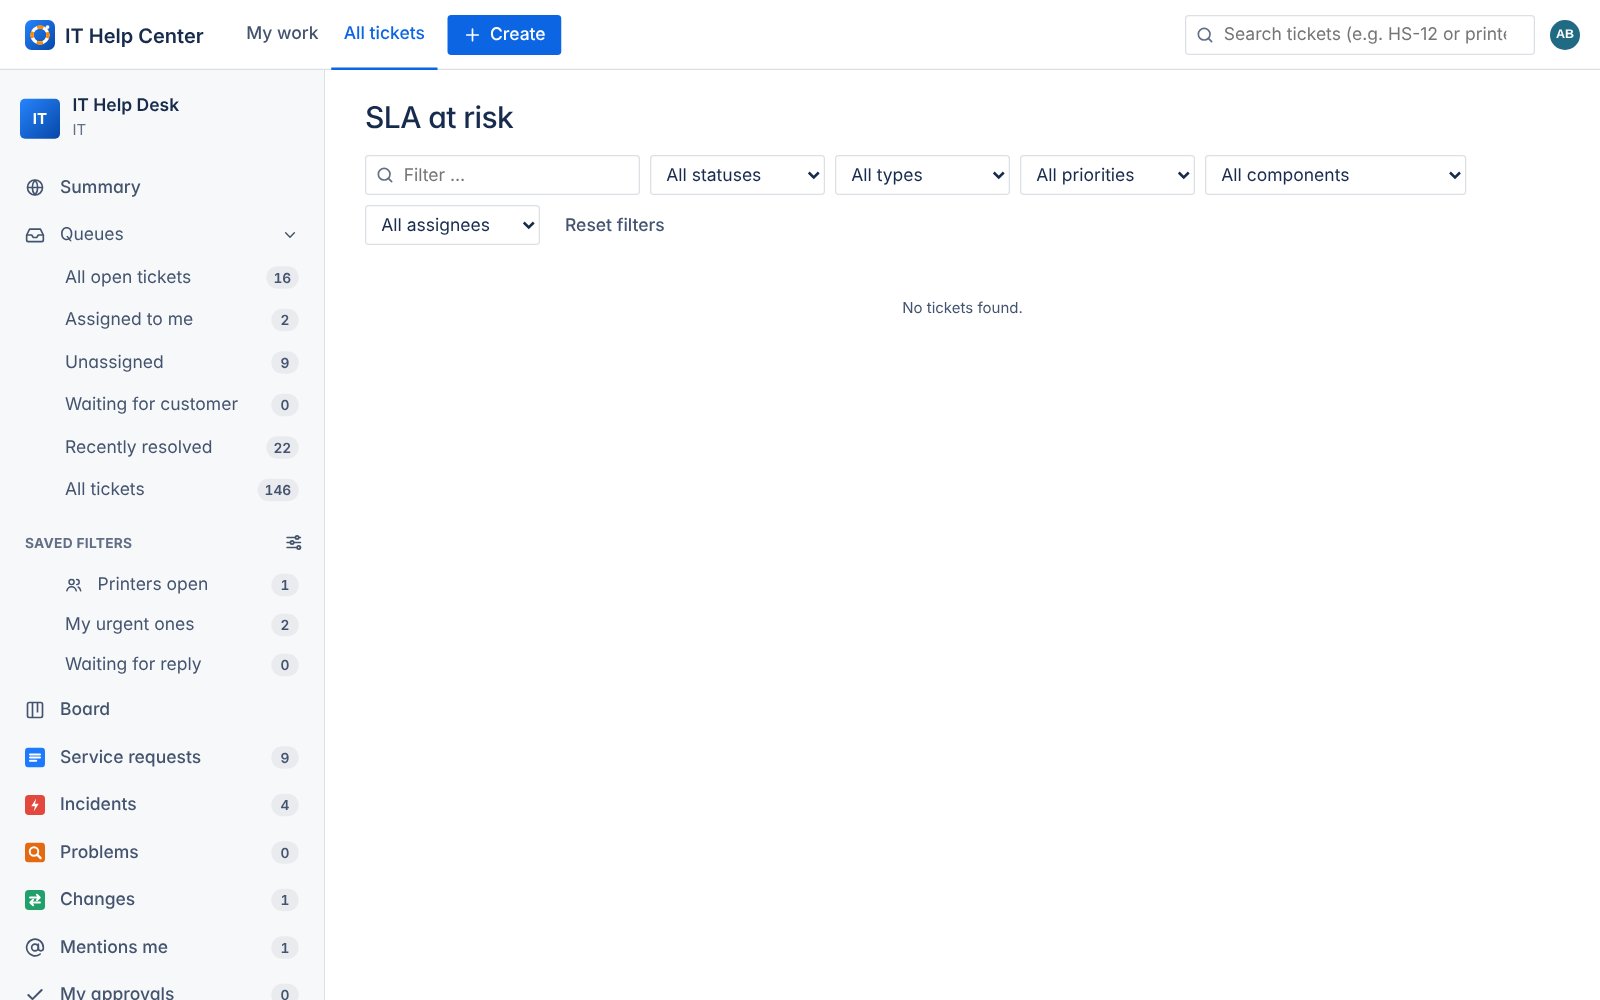 IT Help Center
My work
All tickets
Create
Search tickets (e.g. HS-12 or printe
AB
IT
IT Help Desk
IT
Summary
Queues
All open tickets 16
Assigned to me 2
Unassigned 9
Waiting for customer 0
Recently resolved 22
All tickets 146
SAVED FILTERS
Printers open 1
My urgent ones 2
Waiting for reply 0
Board
Service requests 9
Incidents 4
Problems 0
Changes 1
Mentions me 1
My approvals 0
SLA at risk
Filter ...
All statuses
All types
All priorities
All components
All assignees
Reset filters
No tickets found.